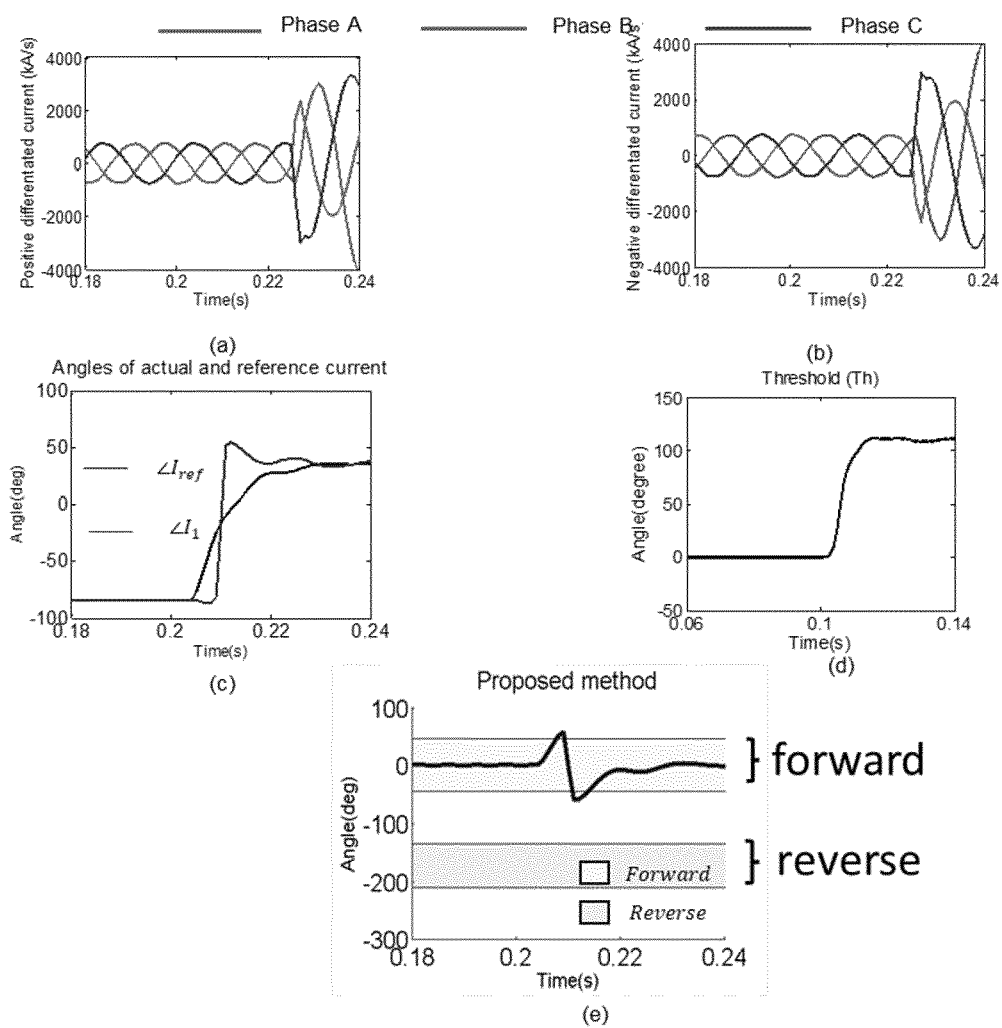 Phase A
Phase B
Phase C
Positive differentated current (kA/s)
4000
2000
0
-2000
-4000
0.18
0.2
0.22
0.24
Time(s)
(a)
Negative differentated current (kA/s
4000
2000
0
-2000
-4000
0.18
0.2
0.22
0.24
Time(s)
(b)
Angles of actual and reference current
Angle(deg)
100
50
0
-50
-100
∠I_ref
∠I_1
0.18
0.2
0.22
0.24
Time(s)
(c)
Threshold (Th)
Angle(degree)
150
100
50
0
-50
0.06
0.1
0.14
Time(s)
(d)
Proposed method
Angle(deg)
100
0
-100
-200
-300
} forward
} reverse
Forward
Reverse
0.18
0.2
0.22
0.24
Time(s)
(e)